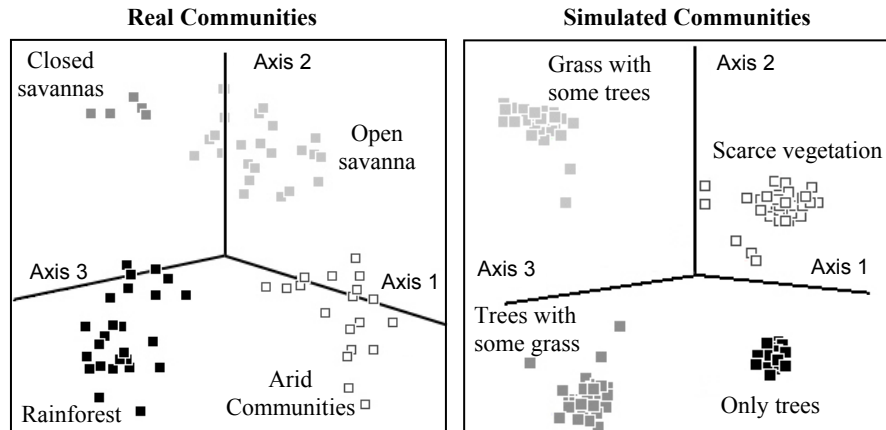 Real Communities
Closed
savannas
Axis 2
Open
savanna
Axis 3
Axis 1
Rainforest
Arid
Communities
Simulated Communities
Axis 2
Grass with
some trees
Scarce vegetation
Axis 3
Axis 1
Trees with
some grass
Only trees